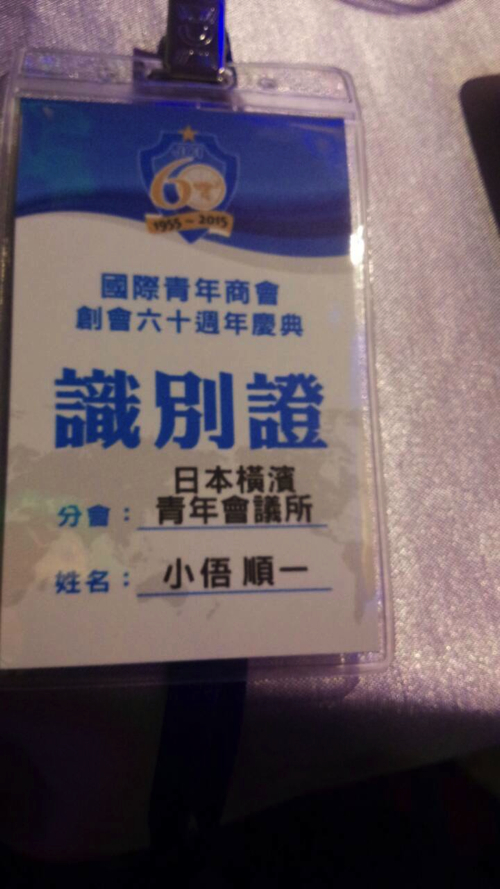 60
1955~2015
國際青年商會
創會六十週年慶典
識別證
日本橫濱
分會：青年會議所
姓名：小俉 順一